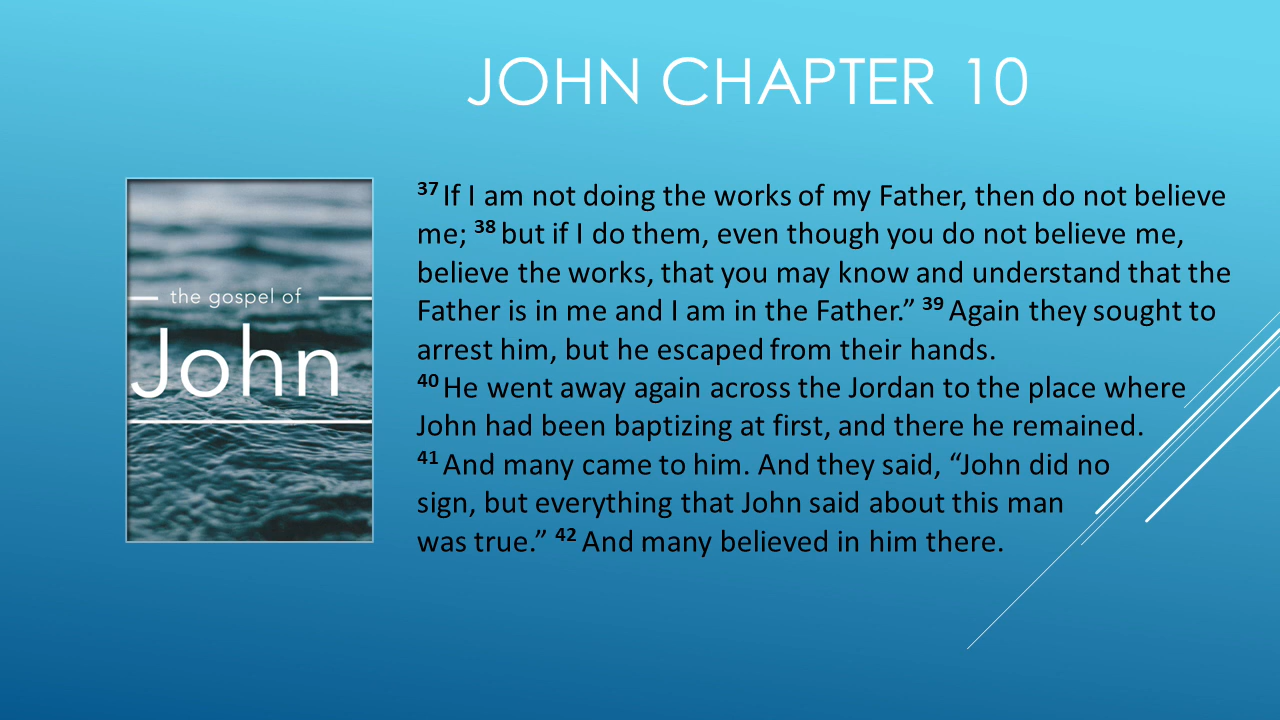 JOHN CHAPTER 10
the gospel of
John
37 If I am not doing the works of my Father, then do not believe
me; 38 but if I do them, even though you do not believe me,
believe the works, that you may know and understand that the
Father is in me and I am in the Father.” 39 Again they sought to
arrest him, but he escaped from their hands.
40 He went away again across the Jordan to the place where
John had been baptizing at first, and there he remained.
41 And many came to him. And they said, “John did no
sign, but everything that John said about this man
was true.” 42 And many believed in him there.